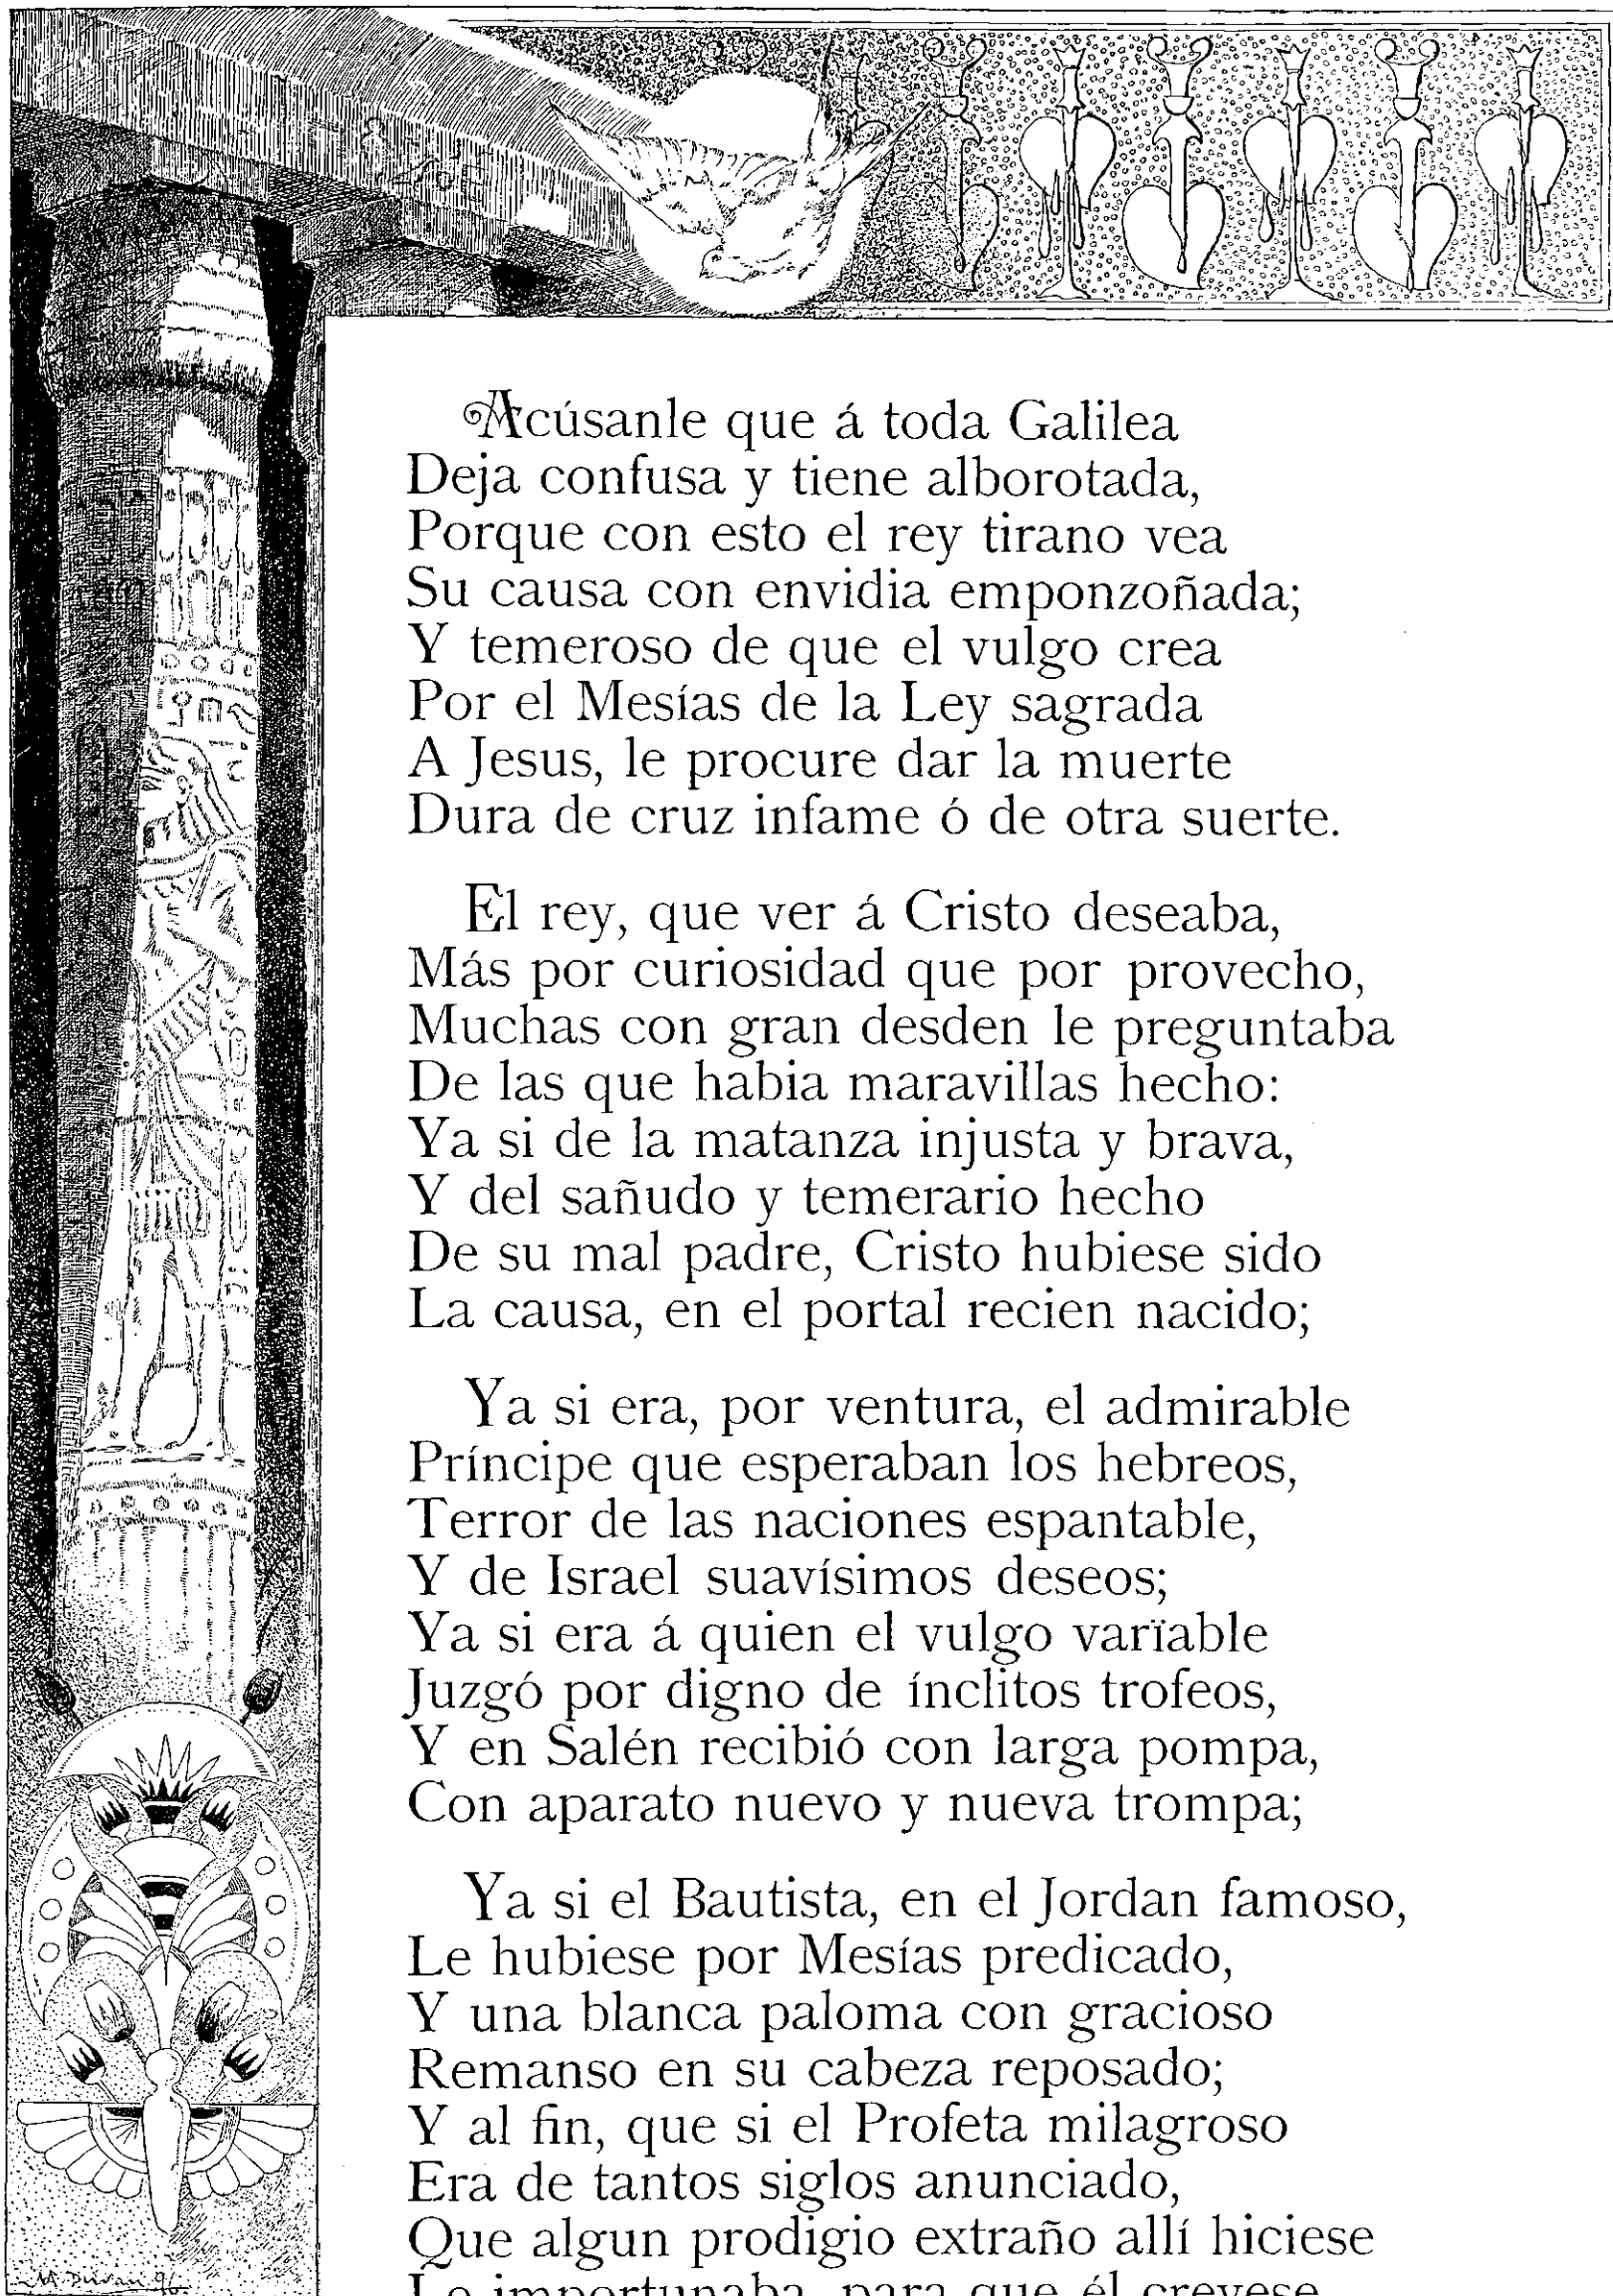 Acúsanle que á toda Galilea
Deja confusa y tiene alborotada,
Porque con esto el rey tirano vea
Su causa con envidia emponzoñada;
Y temeroso de que el vulgo crea
Por el Mesías de la Ley sagrada
A Jesus, le procure dar la muerte
Dura de cruz infame ó de otra suerte.
El rey, que ver á Cristo deseaba,
Más por curiosidad que por provecho,
Muchas con gran desden le preguntaba
De las que habia maravillas hecho:
Ya si de la matanza injusta y brava,
Y del sañudo y temerario hecho
De su mal padre, Cristo hubiese sido
La causa, en el portal recien nacido;
Ya si era, por ventura, el admirable
Príncipe que esperaban los hebreos,
Terror de las naciones espantable,
Y de Israel suavísimos deseos;
Ya si era á quien el vulgo varïable
Juzgó por digno de ínclitos trofeos,
Y en Salén recibió con larga pompa,
Con aparato nuevo y nueva trompa;
Ya si el Bautista, en el Jordan famoso,
Le hubiese por Mesías predicado,
Y una blanca paloma con gracioso
Remanso en su cabeza reposado;
Y al fin, que si el Profeta milagroso
Era de tantos siglos anunciado,
Que algun prodigio extraño allí hiciese
Le importunaba, para que él creyese
M. Duran 96